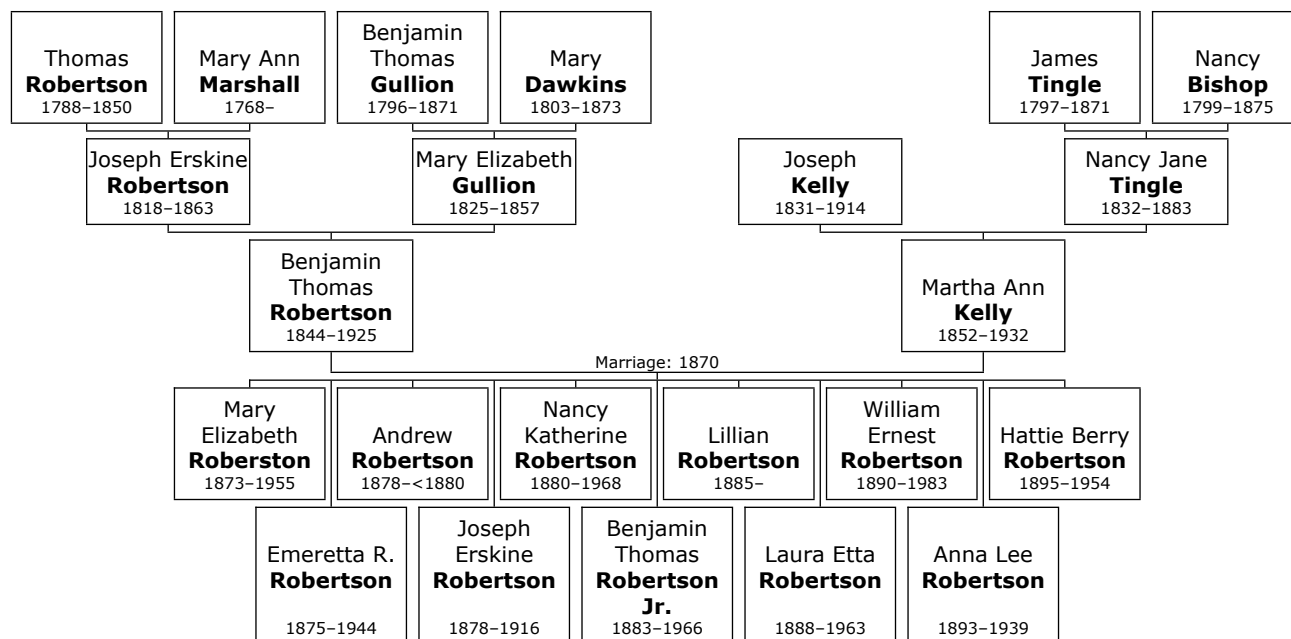 Thomas
Robertson
1788–1850
Mary Ann
Marshall
1768–
Benjamin
Thomas
Gullion
1796–1871
Mary
Dawkins
1803–1873
James
Tingle
1797–1871
Nancy
Bishop
1799–1875
Joseph Erskine
Robertson
1818–1863
Mary Elizabeth
Gullion
1825–1857
Joseph
Kelly
1831–1914
Nancy Jane
Tingle
1832–1883
Benjamin
Thomas
Robertson
1844–1925
Martha Ann
Kelly
1852–1932
Marriage: 1870
Mary
Elizabeth
Roberston
1873–1955
Andrew
Robertson
1878–<1880
Nancy
Katherine
Robertson
1880–1968
Lillian
Robertson
1885–
William
Ernest
Robertson
1890–1983
Hattie Berry
Robertson
1895–1954
Emeretta R.
Robertson
1875–1944
Joseph
Erskine
Robertson
1878–1916
Benjamin
Thomas
Robertson
Jr.
1883–1966
Laura Etta
Robertson
1888–1963
Anna Lee
Robertson
1893–1939